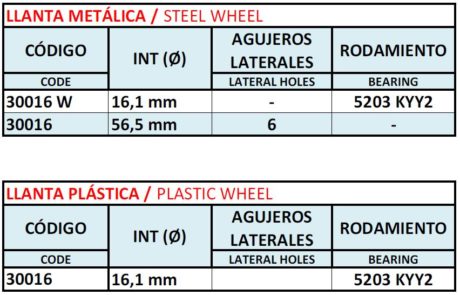 LLANTA METÁLICA / STEEL WHEEL
CÓDIGO INT (Ø) AGUJEROS LATERALES RODAMIENTO
CODE LATERAL HOLES BEARING
30016 W 16,1 mm - 5203 KYY2
30016 56,5 mm 6 -
LLANTA PLÁSTICA / PLASTIC WHEEL
CÓDIGO INT (Ø) AGUJEROS LATERALES RODAMIENTO
CODE LATERAL HOLES BEARING
30016 16,1 mm 5203 KYY2